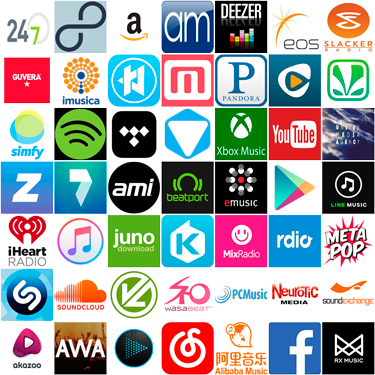 24 7
a
am
DEEZER
eos
SLACKER
RADIO
GUVERA
imusica
M
P
PANDORA
simfy
Xbox Music
YouTube
Z
7
ami
beatport
emusic
LINE MUSIC
iHeart
RADIO
juno
download
K
MixRadio
rdio
META
POP
SOUNDCLOUD
wasabeat
PCMusic
NEUROTIC
MEDIA
soundexchange
akazoo
AWA
阿里音乐
Alibaba Music
f
RX MUSIC